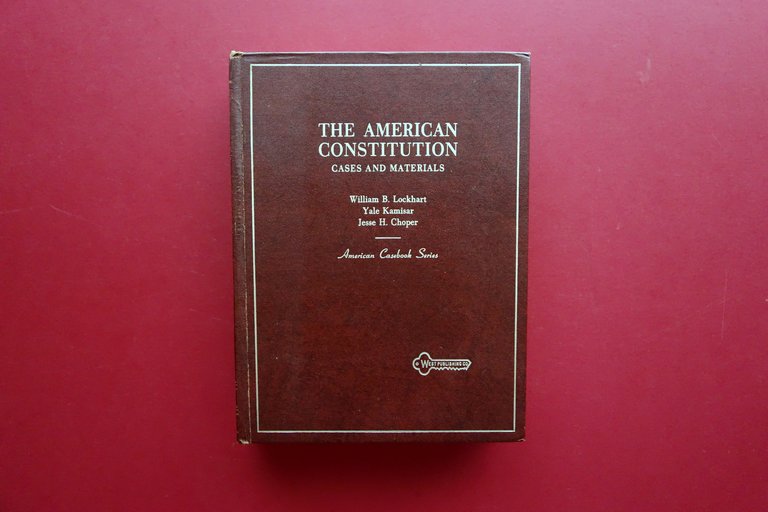 THE AMERICAN
CONSTITUTION
CASES AND MATERIALS
William B. Lockhart
Yale Kamisar
Jesse H. Choper
American Casebook Series
WEST PUBLISHING CO.